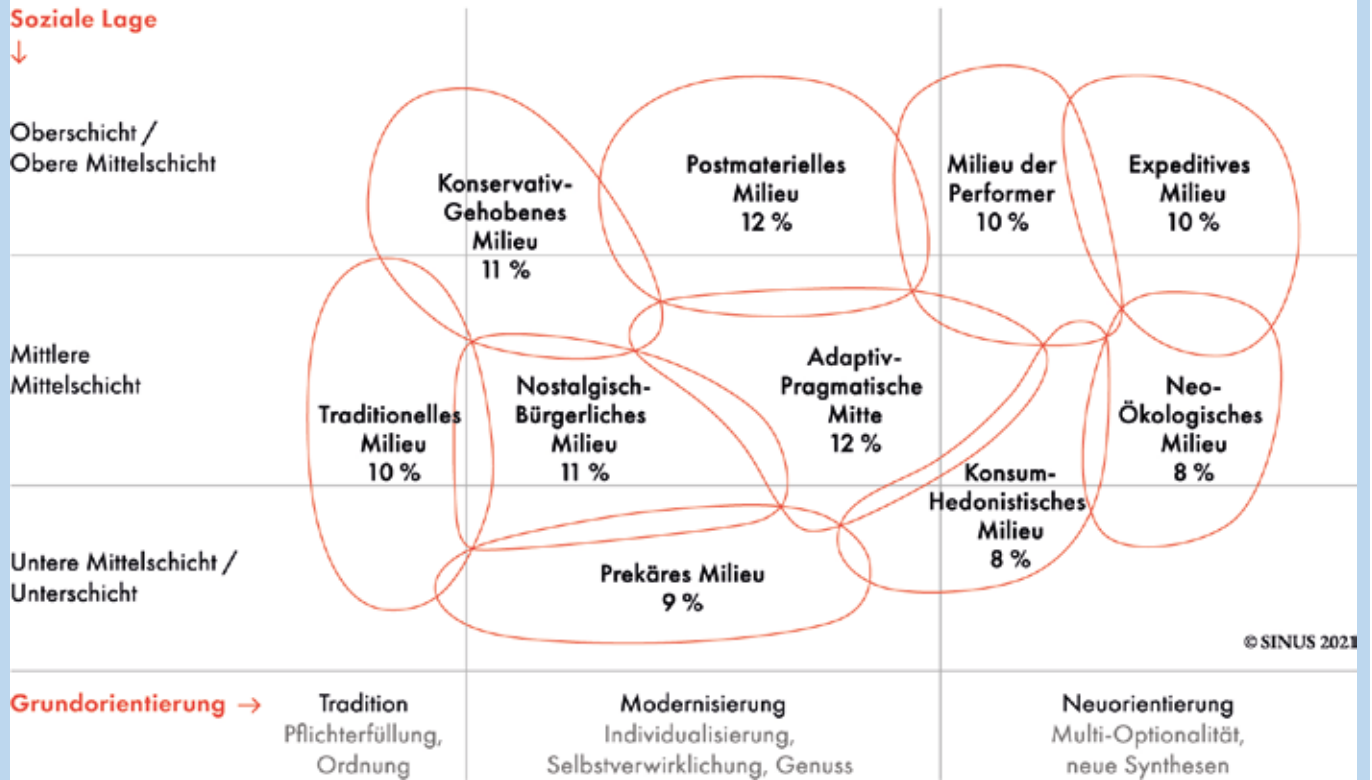 Soziale Lage
↓
Oberschicht /
Obere Mittelschicht
Konservativ-
Gehobenes
Milieu
11 %
Postmaterielles
Milieu
12 %
Milieu der
Performer
10 %
Expeditives
Milieu
10 %
Mittlere
Mittelschicht
Traditionelles
Milieu
10 %
Nostalgisch-
Bürgerliches
Milieu
11 %
Adaptiv-
Pragmatische
Mitte
12 %
Neo-
Ökologisches
Milieu
8 %
Konsum-
Hedonistisches
Milieu
8 %
Untere Mittelschicht /
Unterschicht
Prekäres Milieu
9 %
© SINUS 2021
Grundorientierung →
Tradition
Pflichterfüllung,
Ordnung
Modernisierung
Individualisierung,
Selbstverwirklichung, Genuss
Neuorientierung
Multi-Optionalität,
neue Synthesen